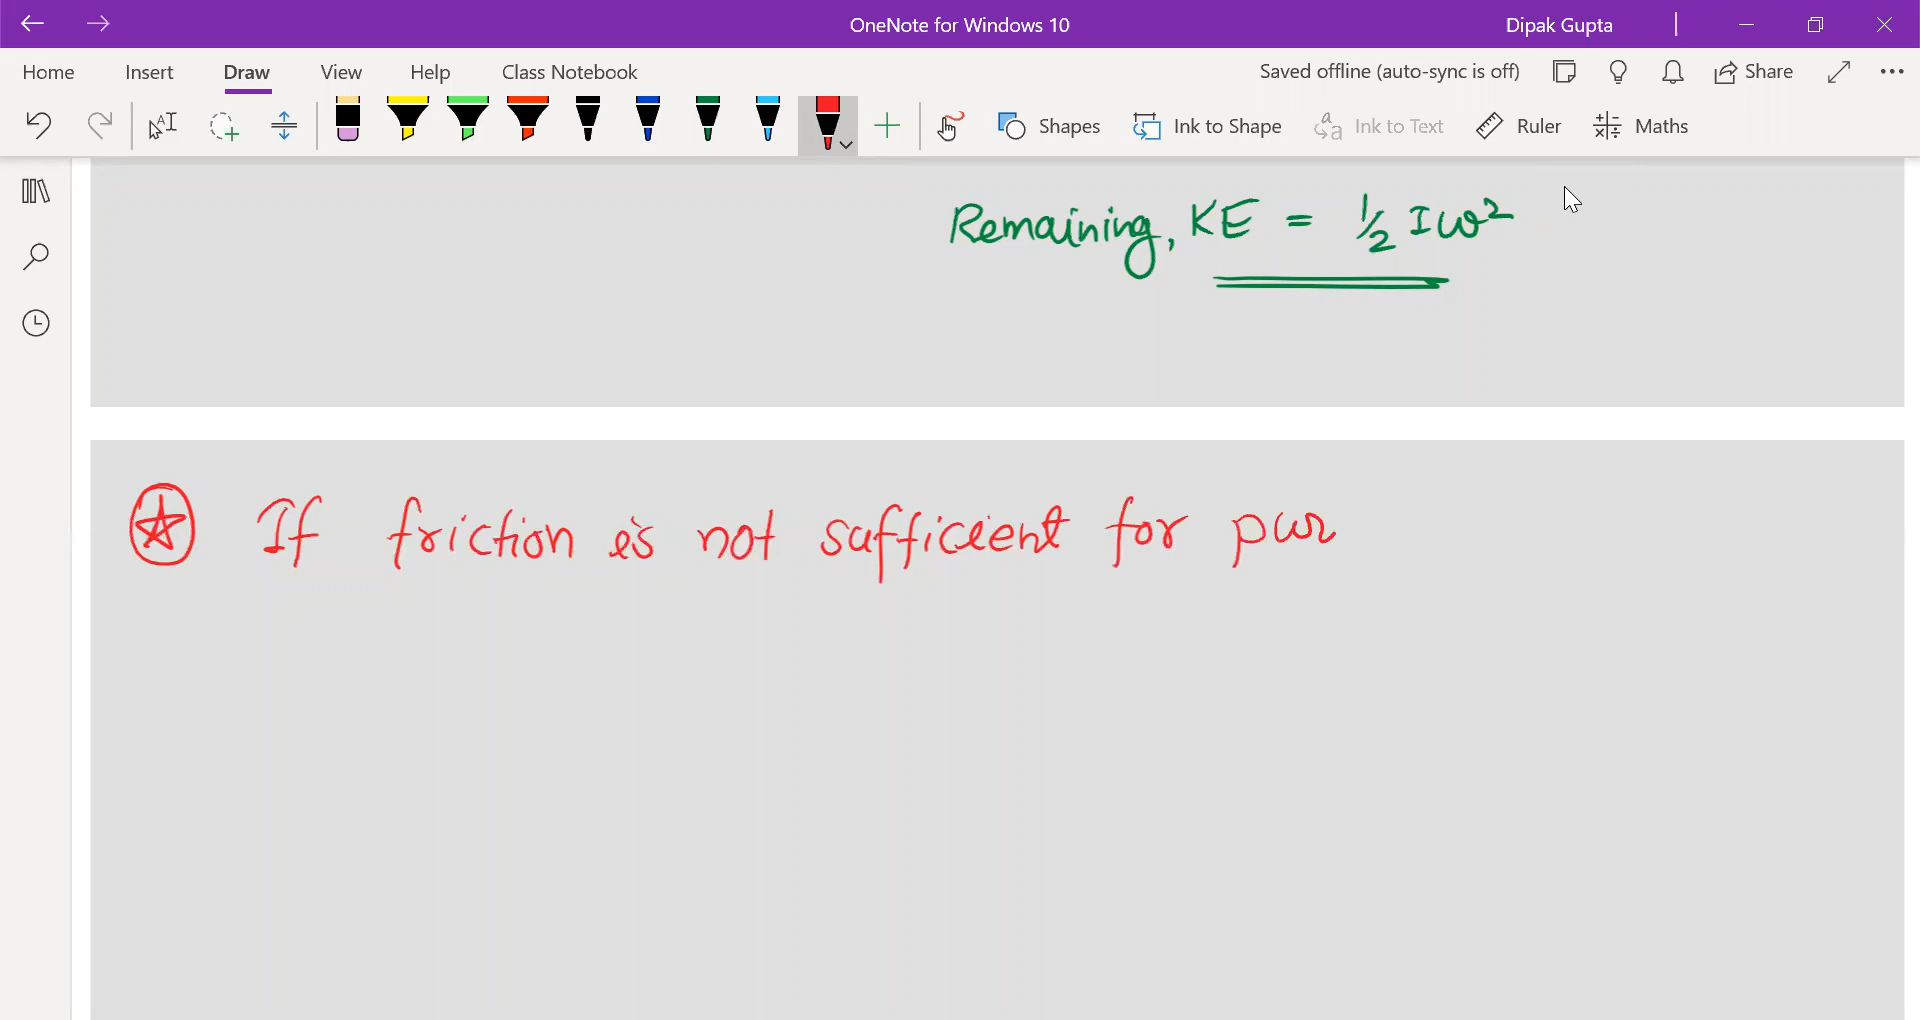 OneNote for Windows 10
Dipak Gupta
Home Insert Draw View Help Class Notebook
Saved offline (auto-sync is off) Share
Shapes Ink to Shape Ink to Text Ruler Maths
Remaining, KE = 1/2 Iω²
If friction is not sufficient for pur